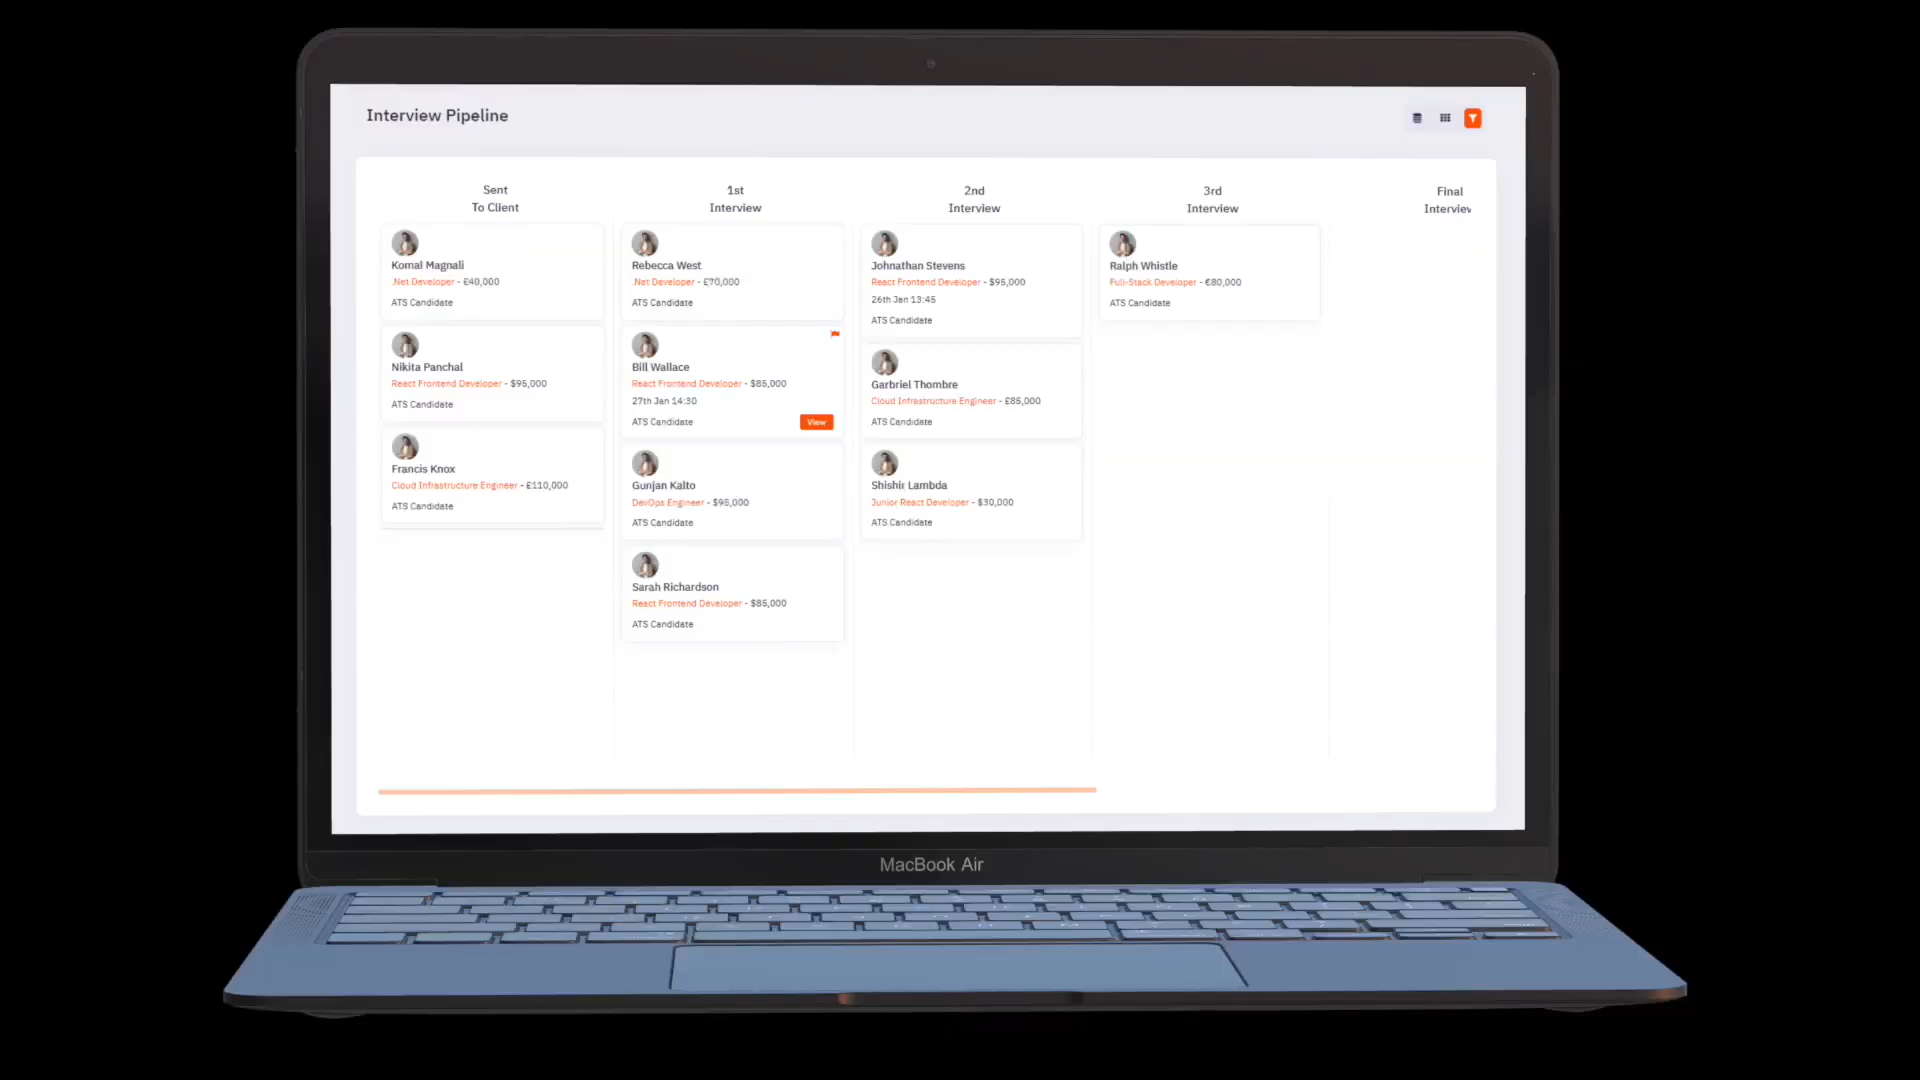 Interview Pipeline
Sent
To Client
Komal Magnali
.Net Developer - £40,000
ATS Candidate
Nikita Panchal
React Frontend Developer - $95,000
ATS Candidate
Francis Knox
Cloud Infrastructure Engineer - £110,000
ATS Candidate
1st
Interview
Rebecca West
.Net Developer - £70,000
ATS Candidate
Bill Wallace
React Frontend Developer - $85,000
27th Jan 14:30
ATS Candidate
View
Gunjan Kalto
DevOps Engineer - $95,000
ATS Candidate
Sarah Richardson
React Frontend Developer - $85,000
ATS Candidate
2nd
Interview
Johnathan Stevens
React Frontend Developer - $95,000
26th Jan 13:45
ATS Candidate
Garbriel Thombre
Cloud Infrastructure Engineer - £85,000
ATS Candidate
Shishir Lambda
Junior React Developer - $30,000
ATS Candidate
3rd
Interview
Ralph Whistle
Full-Stack Developer - €80,000
ATS Candidate
Final
Interview
MacBook Air